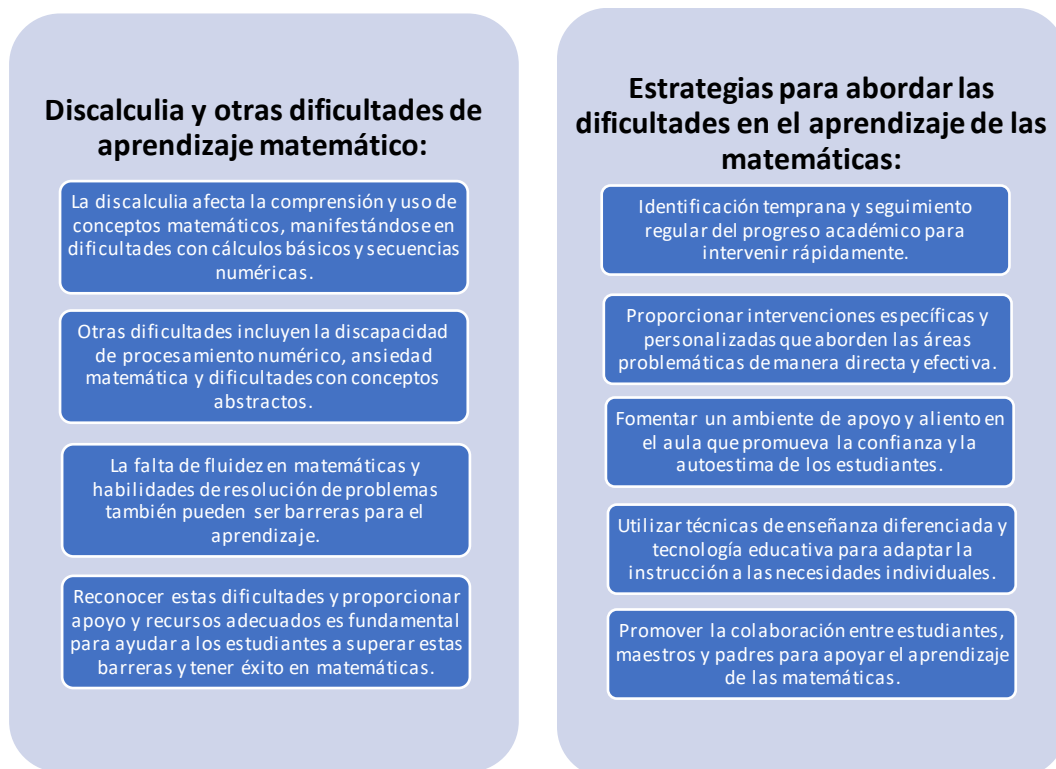 Discalculia y otras dificultades de
aprendizaje matemático:
La discalculia afecta la comprensión y uso de
conceptos matemáticos, manifestándose en
dificultades con cálculos básicos y secuencias
numéricas.
Otras dificultades incluyen la discapacidad
de procesamiento numérico, ansiedad
matemática y dificultades con conceptos
abstractos.
La falta de fluidez en matemáticas y
habilidades de resolución de problemas
también pueden ser barreras para el
aprendizaje.
Reconocer estas dificultades y proporcionar
apoyo y recursos adecuados es fundamental
para ayudar a los estudiantes a superar estas
barreras y tener éxito en matemáticas.
Estrategias para abordar las
dificultades en el aprendizaje de las
matemáticas:
Identificación temprana y seguimiento
regular del progreso académico para
intervenir rápidamente.
Proporcionar intervenciones específicas y
personalizadas que aborden las áreas
problemáticas de manera directa y efectiva.
Fomentar un ambiente de apoyo y aliento en
el aula que promueva la confianza y la
autoestima de los estudiantes.
Utilizar técnicas de enseñanza diferenciada y
tecnología educativa para adaptar la
instrucción a las necesidades individuales.
Promover la colaboración entre estudiantes,
maestros y padres para apoyar el aprendizaje
de las matemáticas.